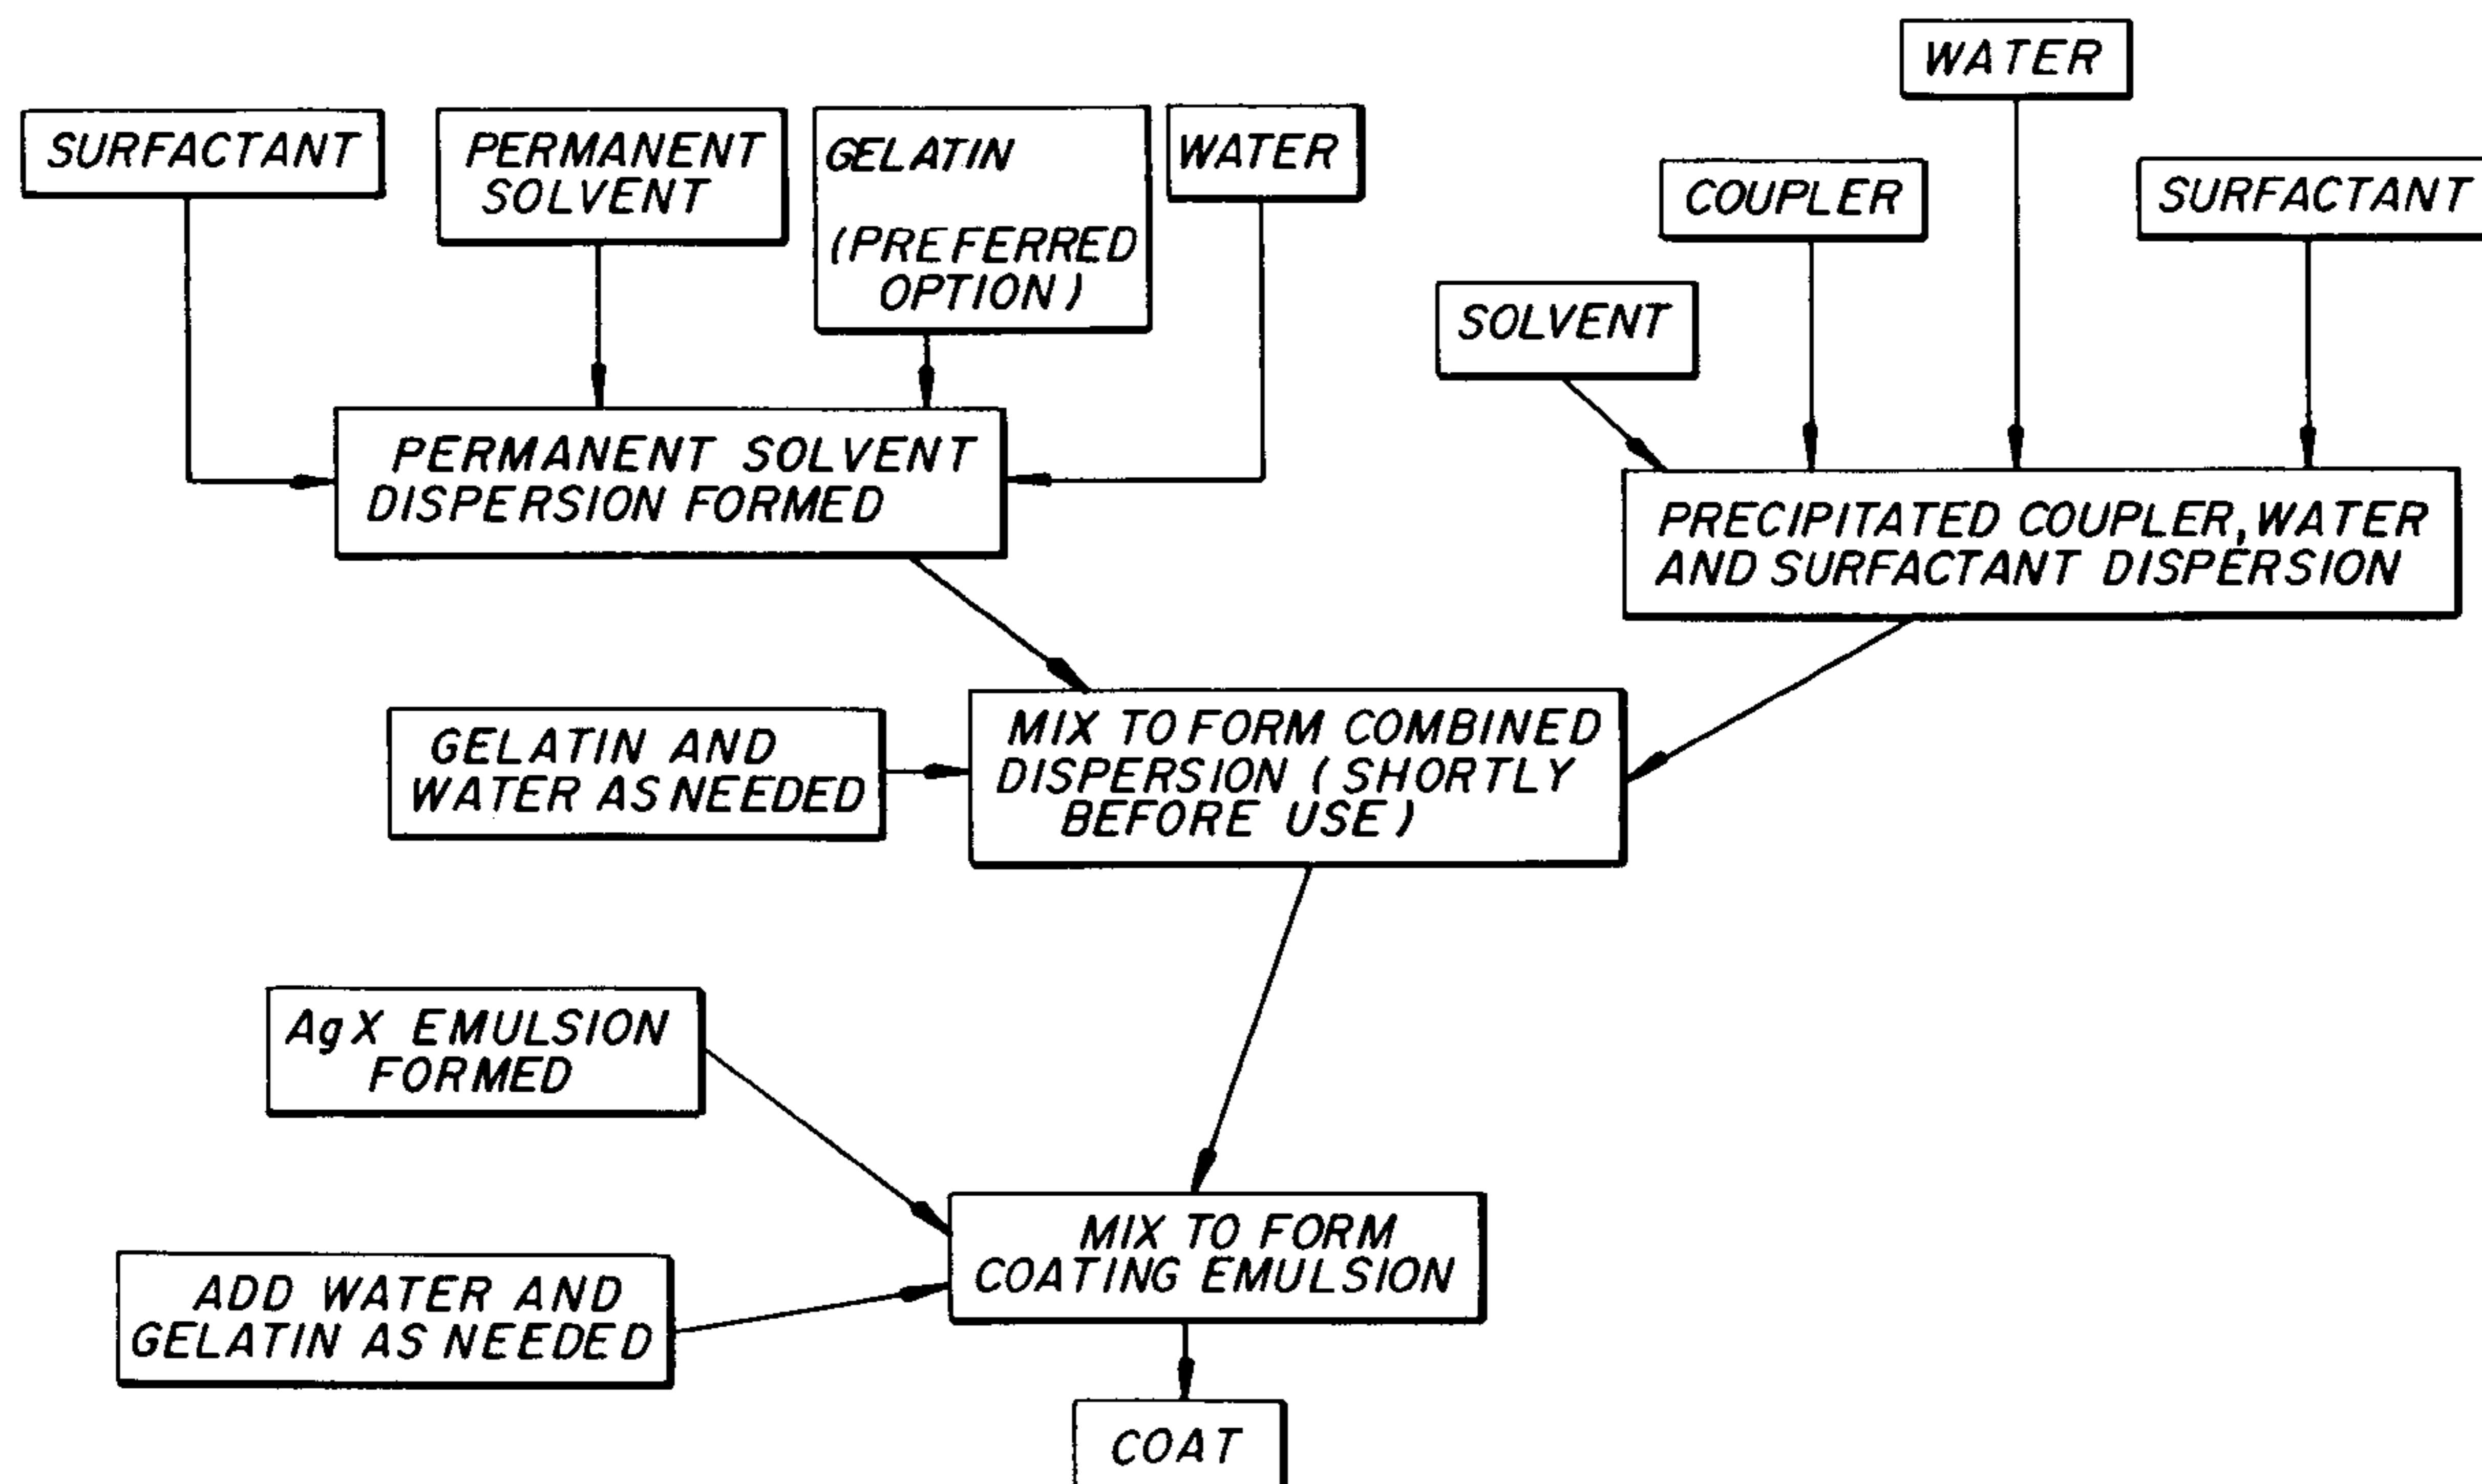 WATER
SURFACTANT
PERMANENT
SOLVENT
GELATIN
(PREFERRED
OPTION)
WATER
COUPLER
SURFACTANT
SOLVENT
PERMANENT SOLVENT
DISPERSION FORMED
PRECIPITATED COUPLER, WATER
AND SURFACTANT DISPERSION
GELATIN AND
WATER AS NEEDED
MIX TO FORM COMBINED
DISPERSION (SHORTLY
BEFORE USE)
AgX EMULSION
FORMED
MIX TO FORM
COATING EMULSION
ADD WATER AND
GELATIN AS NEEDED
COAT